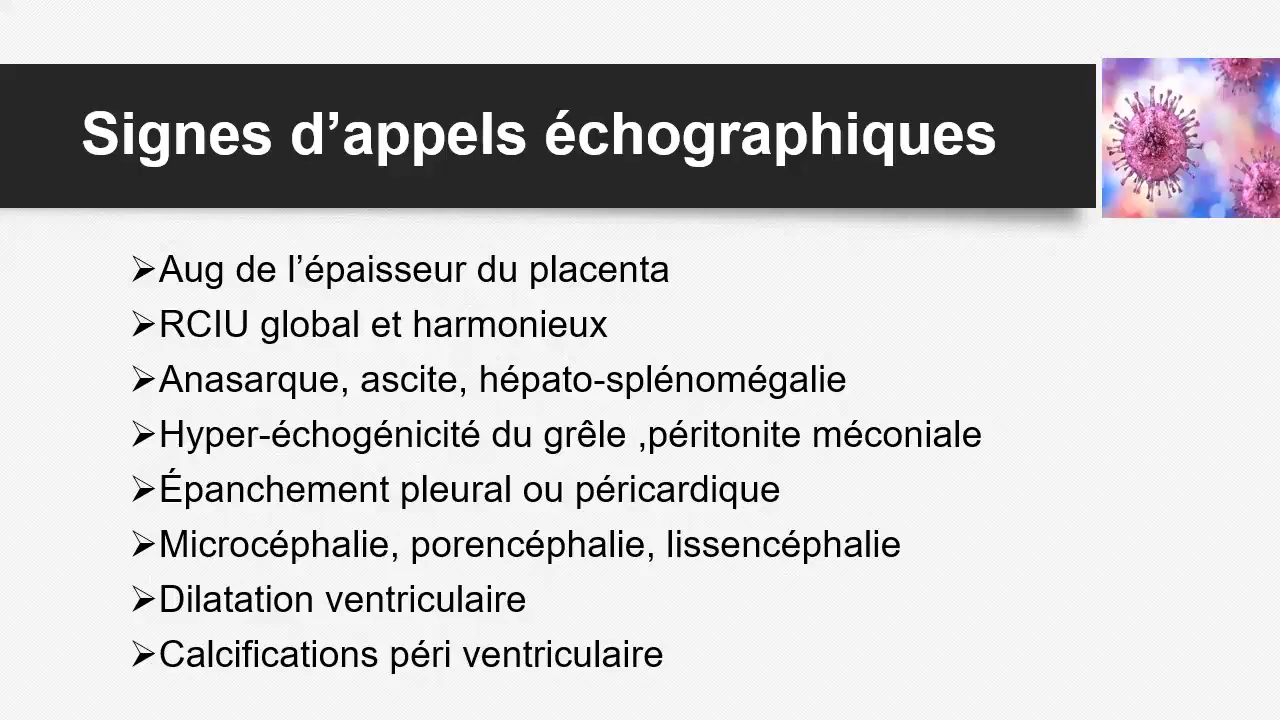 Signes d’appels échographiques
➢Aug de l’épaisseur du placenta
➢RCIU global et harmonieux
➢Anasarque, ascite, hépato-splénomégalie
➢Hyper-échogénicité du grêle ,péritonite méconiale
➢Épanchement pleural ou péricardique
➢Microcéphalie, porencéphalie, lissencéphalie
➢Dilatation ventriculaire
➢Calcifications péri ventriculaire